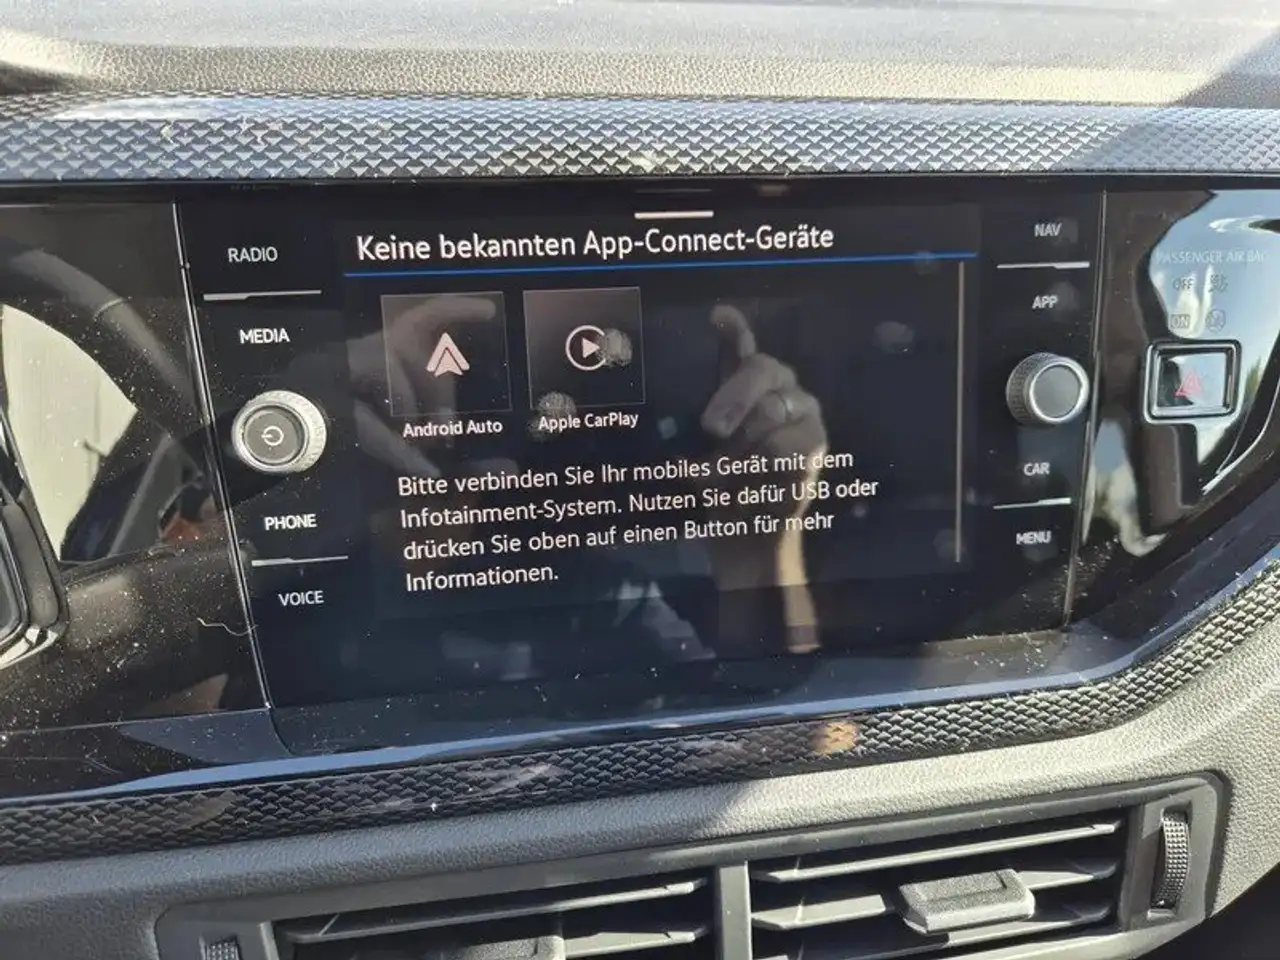 RADIO
MEDIA
PHONE
VOICE
Keine bekannten App-Connect-Geräte
Android Auto
Apple CarPlay
Bitte verbinden Sie Ihr mobiles Gerät mit dem
Infotainment-System. Nutzen Sie dafür USB oder
drücken Sie oben auf einen Button für mehr
Informationen.
NAV
APP
CAR
MENU
PASSENGER AIR BAG
OFF
ON